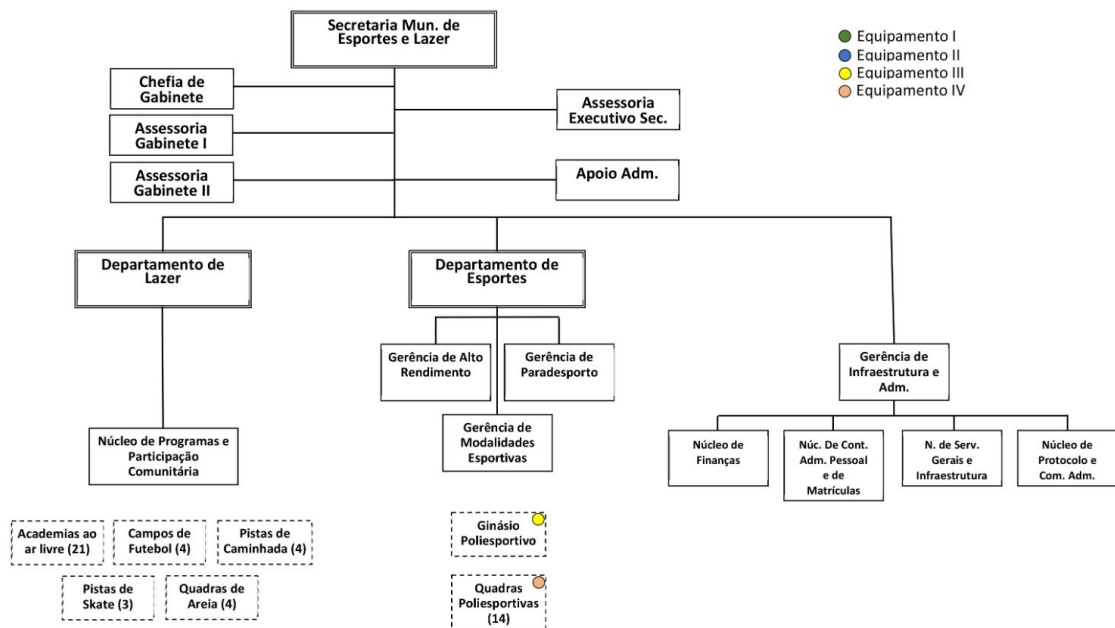 Secretaria Mun. de
Esportes e Lazer
Equipamento I
Equipamento II
Equipamento III
Equipamento IV
Chefia de
Gabinete
Assessoria
Executivo Sec.
Assessoria
Gabinete I
Assessoria
Gabinete II
Apoio Adm.
Departamento de
Lazer
Departamento de
Esportes
Gerência de Alto
Rendimento
Gerência de
Paradesporto
Gerência de
Infraestrutura e
Adm.
Núcleo de Programas e
Participação
Comunitária
Gerência de
Modalidades
Esportivas
Núcleo de
Finanças
Núc. De Cont.
Adm. Pessoal
e de
Matrículas
N. de Serv.
Gerais e
Infraestrutura
Núcleo de
Protocolo e
Com. Adm.
Academias ao
ar livre (21)
Campos de
Futebol (4)
Pistas de
Caminhada (4)
Ginásio
Poliesportivo
Pistas de
Skate (3)
Quadras de
Areia (4)
Quadras
Poliesportivas
(14)